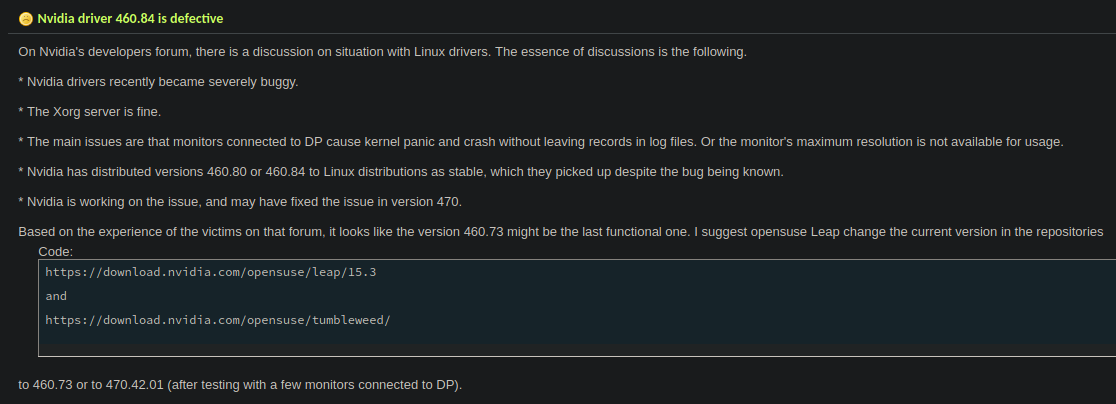 Nvidia driver 460.84 is defective
On Nvidia's developers forum, there is a discussion on situation with Linux drivers. The essence of discussions is the following.
* Nvidia drivers recently became severely buggy.
* The Xorg server is fine.
* The main issues are that monitors connected to DP cause kernel panic and crash without leaving records in log files. Or the monitor's maximum resolution is not available for usage.
* Nvidia has distributed versions 460.80 or 460.84 to Linux distributions as stable, which they picked up despite the bug being known.
* Nvidia is working on the issue, and may have fixed the issue in version 470.
Based on the experience of the victims on that forum, it looks like the version 460.73 might be the last functional one. I suggest opensuse Leap change the current version in the repositories
Code:
https://download.nvidia.com/opensuse/leap/15.3
and
https://download.nvidia.com/opensuse/tumbleweed/
to 460.73 or to 470.42.01 (after testing with a few monitors connected to DP).